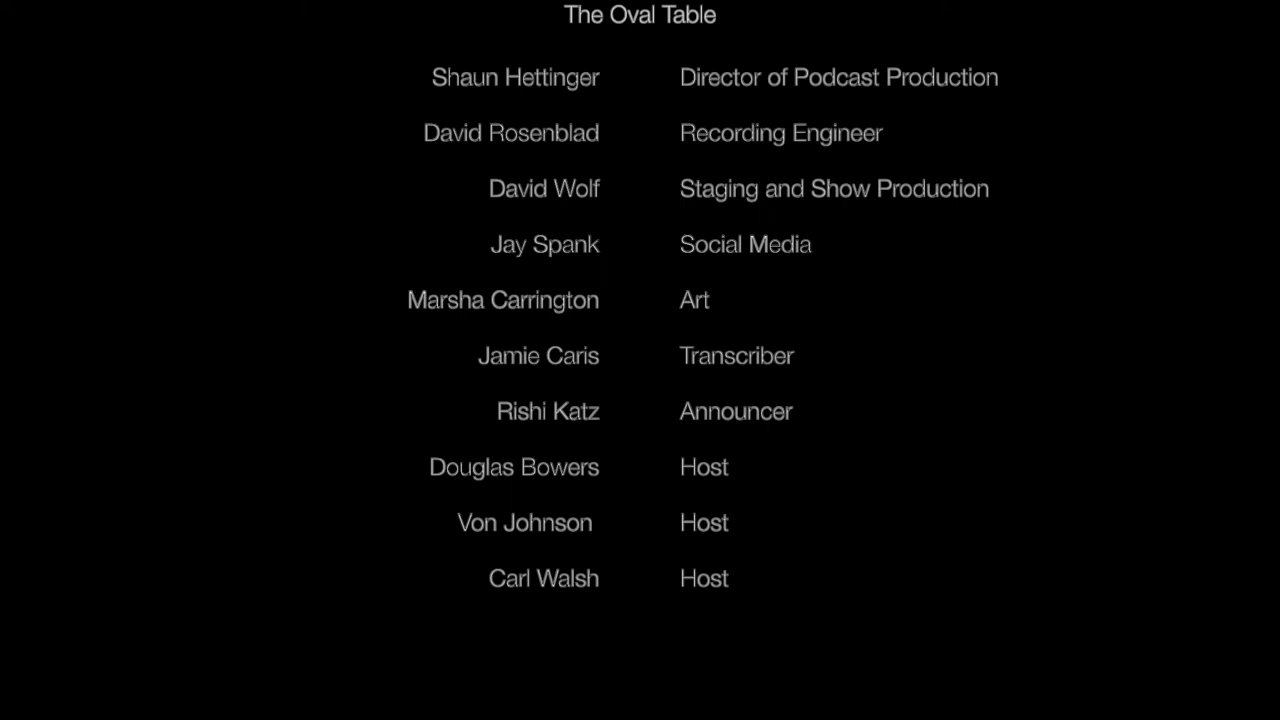 The Oval Table
Shaun Hettinger Director of Podcast Production
David Rosenblad Recording Engineer
David Wolf Staging and Show Production
Jay Spank Social Media
Marsha Carrington Art
Jamie Caris Transcriber
Rishi Katz Announcer
Douglas Bowers Host
Von Johnson Host
Carl Walsh Host